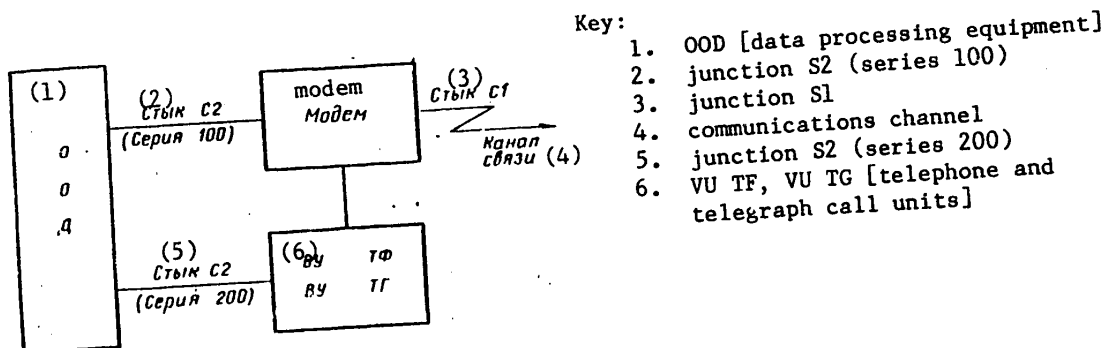 (1)
О
О
Д
(2)
Стык С2
(Серия 100)
modem
Модем
(3)
Стык С1
Канал
связи (4)
(5)
Стык С2
(Серия 200)
(6)
ВУ ТФ
ВУ ТГ
Key:
1. OOD [data processing equipment]
2. junction S2 (series 100)
3. junction S1
4. communications channel
5. junction S2 (series 200)
6. VU TF, VU TG [telephone and
telegraph call units]